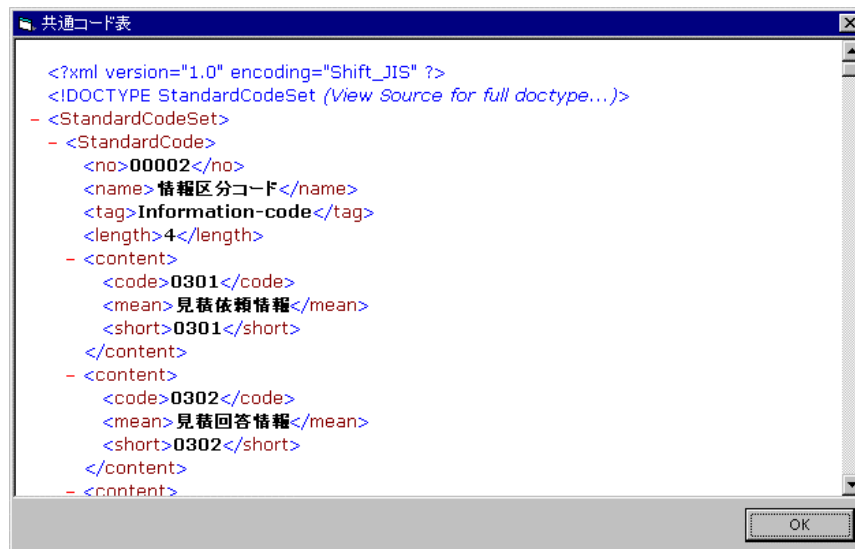 共通コード表
<?xml version="1.0" encoding="Shift_JIS" ?>
<!DOCTYPE StandardCodeSet (View Source for full doctype...)>
- <StandardCodeSet>
- <StandardCode>
<no>00002</no>
<name>情報区分コード</name>
<tag>Information-code</tag>
<length>4</length>
- <content>
<code>0301</code>
<mean>見積依頼情報</mean>
<short>0301</short>
</content>
- <content>
<code>0302</code>
<mean>見積回答情報</mean>
<short>0302</short>
</content>
- <content>
OK